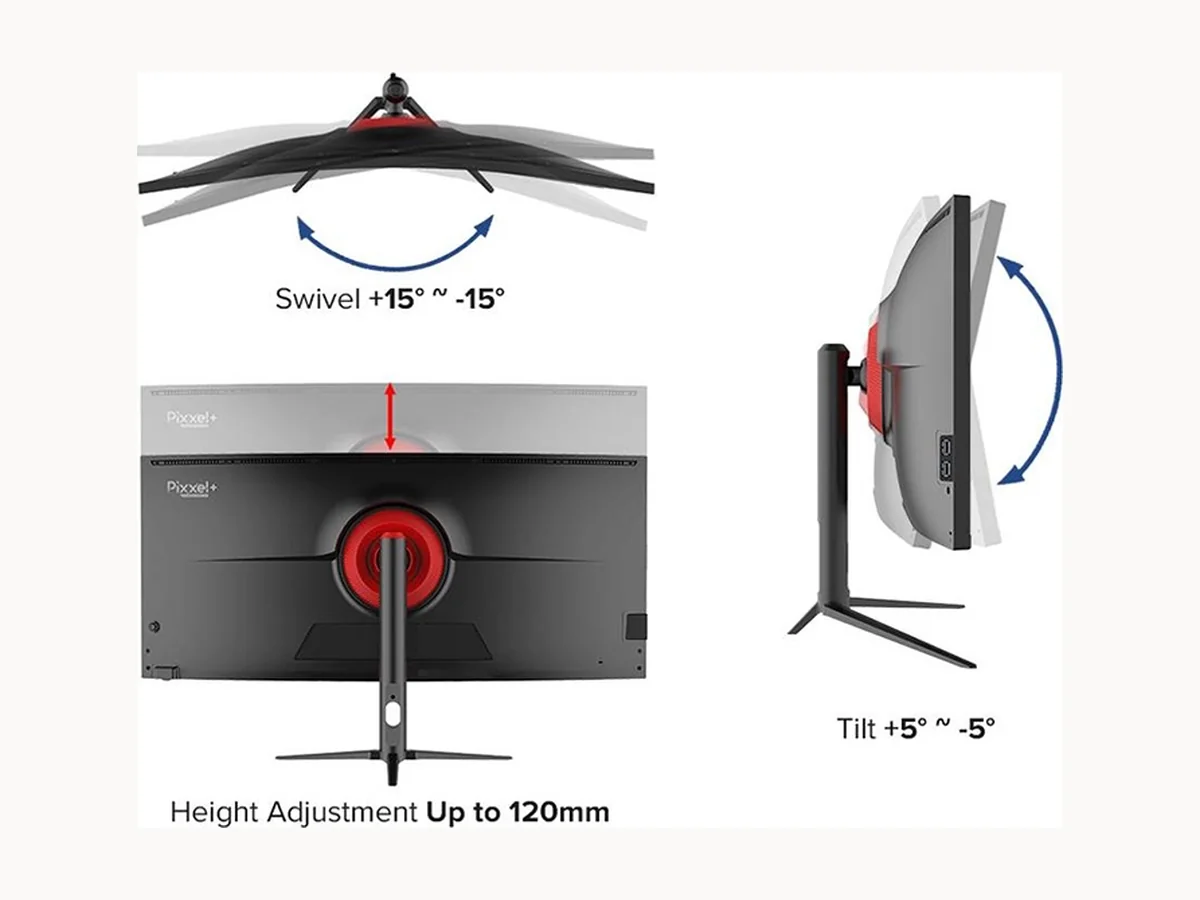 Swivel +15° ~ -15°
Pixxel+
Pixxel+
Height Adjustment Up to 120mm
Tilt +5° ~ -5°